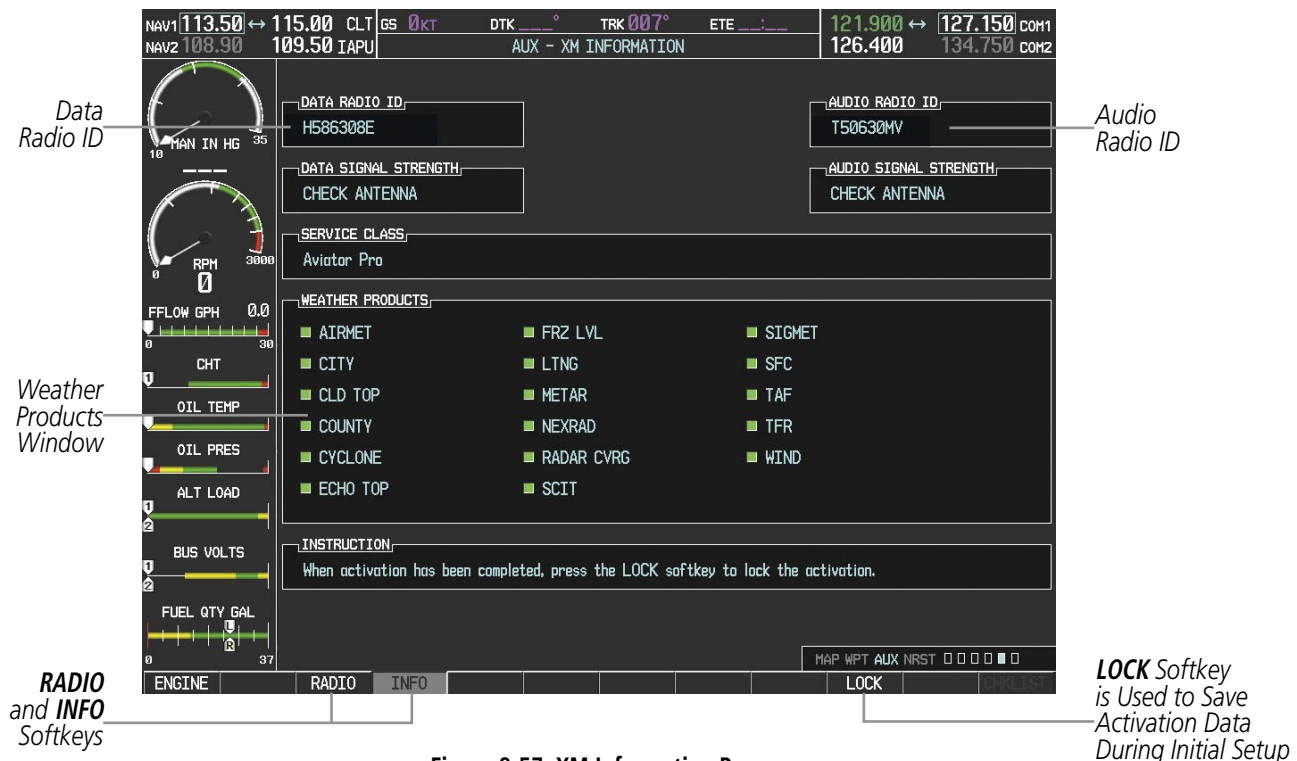 NAV1 113.50 ↔ 115.00 CLT GS 0KT DTK ___° TRK 007° ETE __:__ 121.900 ↔ 127.150 COM1
NAV2 108.90 109.50 IAPU AUX - XM INFORMATION 126.400 134.750 COM2
Data
Radio ID
MAN IN HG
10 35
RPM
0 3000
0
FFLOW GPH 0.0
0 30
CHT
1
OIL TEMP
OIL PRES
ALT LOAD
1
2
BUS VOLTS
1
2
FUEL QTY GAL
L
R
0 37
DATA RADIO ID
H586308E
AUDIO RADIO ID
T50630MV
Audio
Radio ID
DATA SIGNAL STRENGTH
CHECK ANTENNA
AUDIO SIGNAL STRENGTH
CHECK ANTENNA
SERVICE CLASS
Aviator Pro
WEATHER PRODUCTS
AIRMET FRZ LVL SIGMET
CITY LTNG SFC
CLD TOP METAR TAF
COUNTY NEXRAD TFR
CYCLONE RADAR CVRG WIND
ECHO TOP SCIT
Weather
Products
Window
INSTRUCTION
When activation has been completed, press the LOCK softkey to lock the activation.
MAP WPT AUX NRST
ENGINE RADIO INFO LOCK CHKLIST
RADIO
and INFO
Softkeys
LOCK Softkey
is Used to Save
Activation Data
During Initial Setup